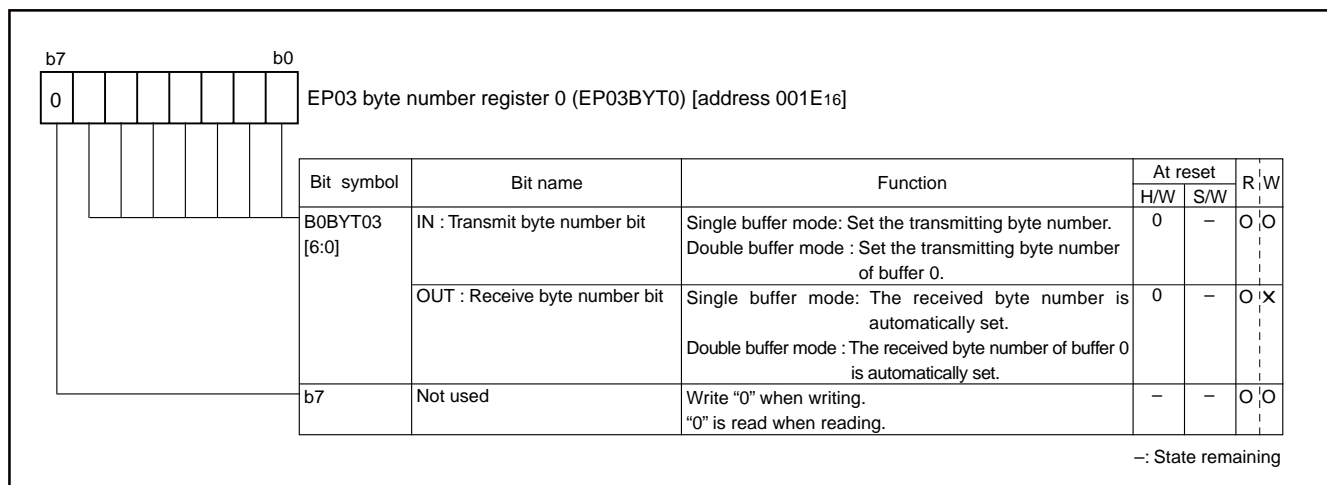 b7 b0
0 EP03 byte number register 0 (EP03BYT0) [address 001E16]
Bit symbol Bit name Function At reset R W
H/W S/W
B0BYT03 IN : Transmit byte number bit Single buffer mode: Set the transmitting byte number. 0 – O O
[6:0] Double buffer mode : Set the transmitting byte number
of buffer 0.
OUT : Receive byte number bit Single buffer mode: The received byte number is 0 – O ✕
automatically set.
Double buffer mode : The received byte number of buffer 0
is automatically set.
b7 Not used Write “0” when writing. – – O O
“0” is read when reading.
–: State remaining